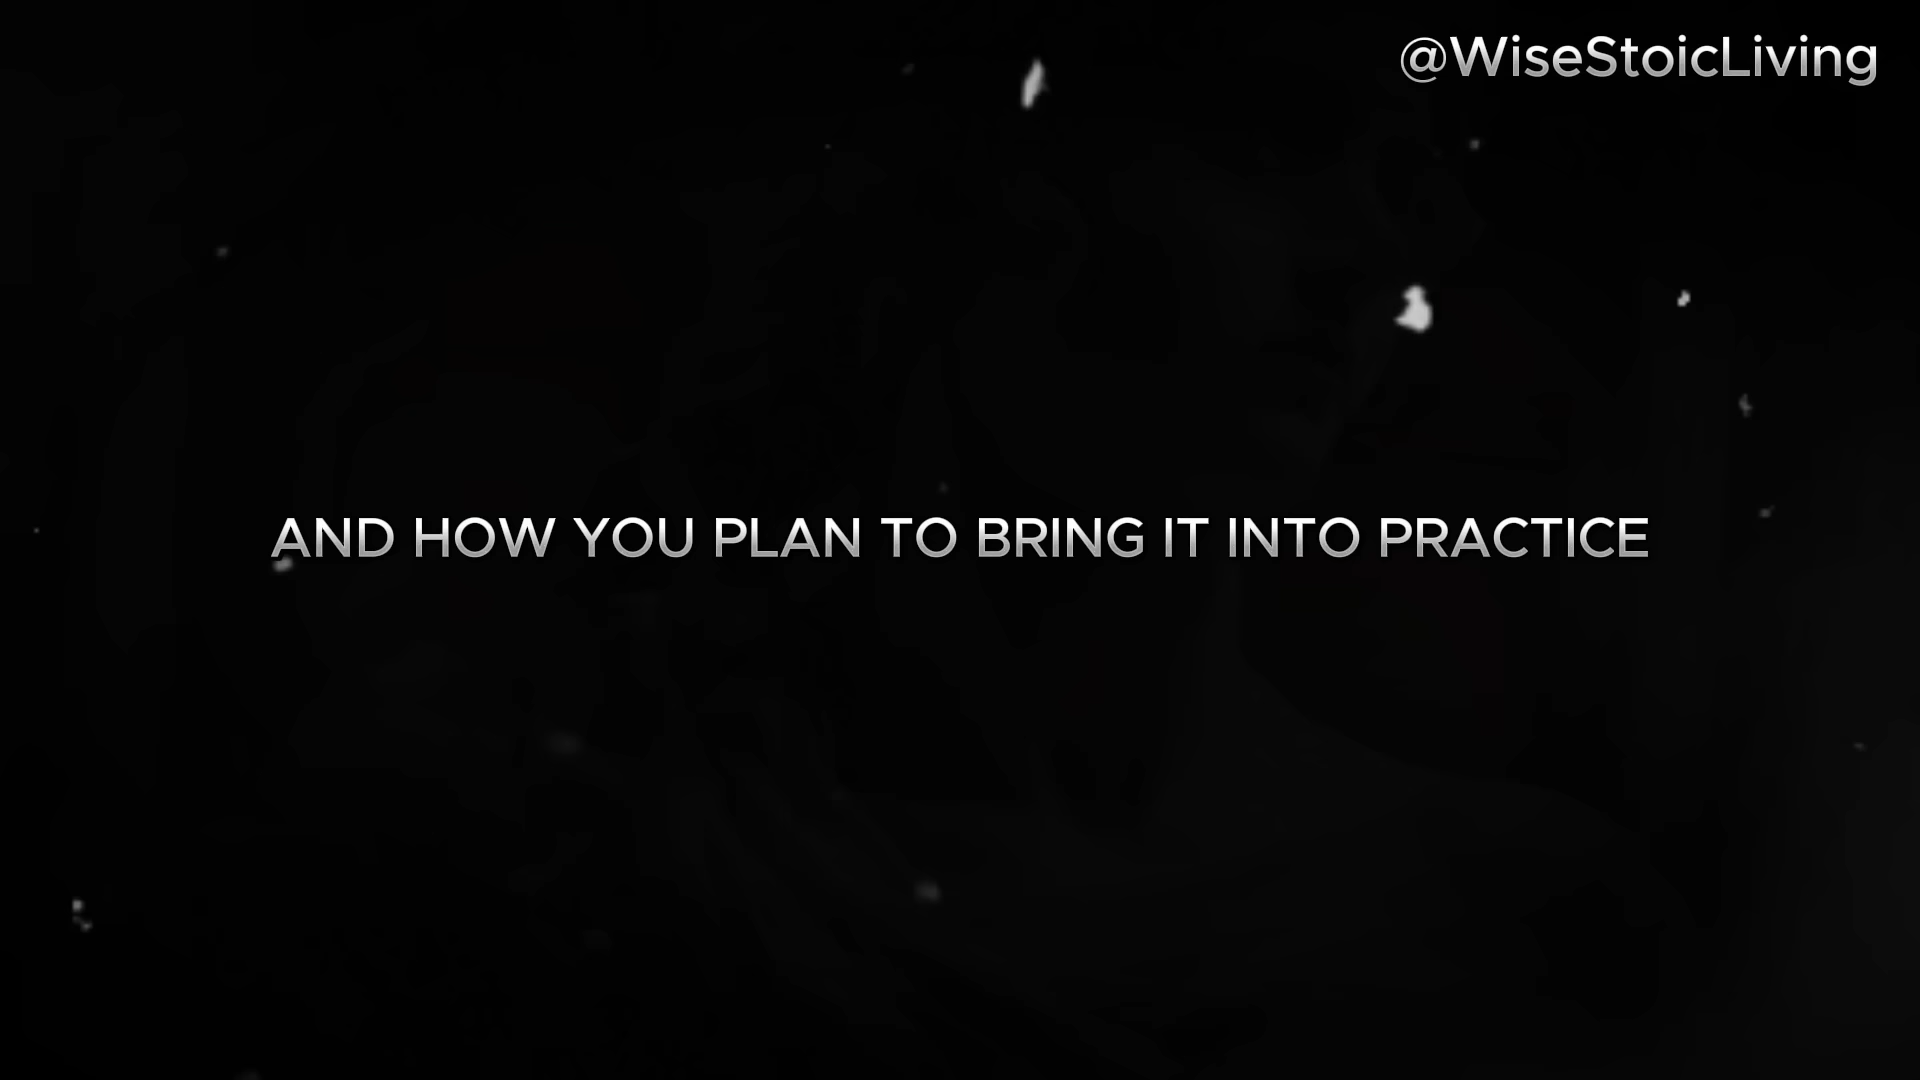 @WiseStoicLiving
AND HOW YOU PLAN TO BRING IT INTO PRACTICE